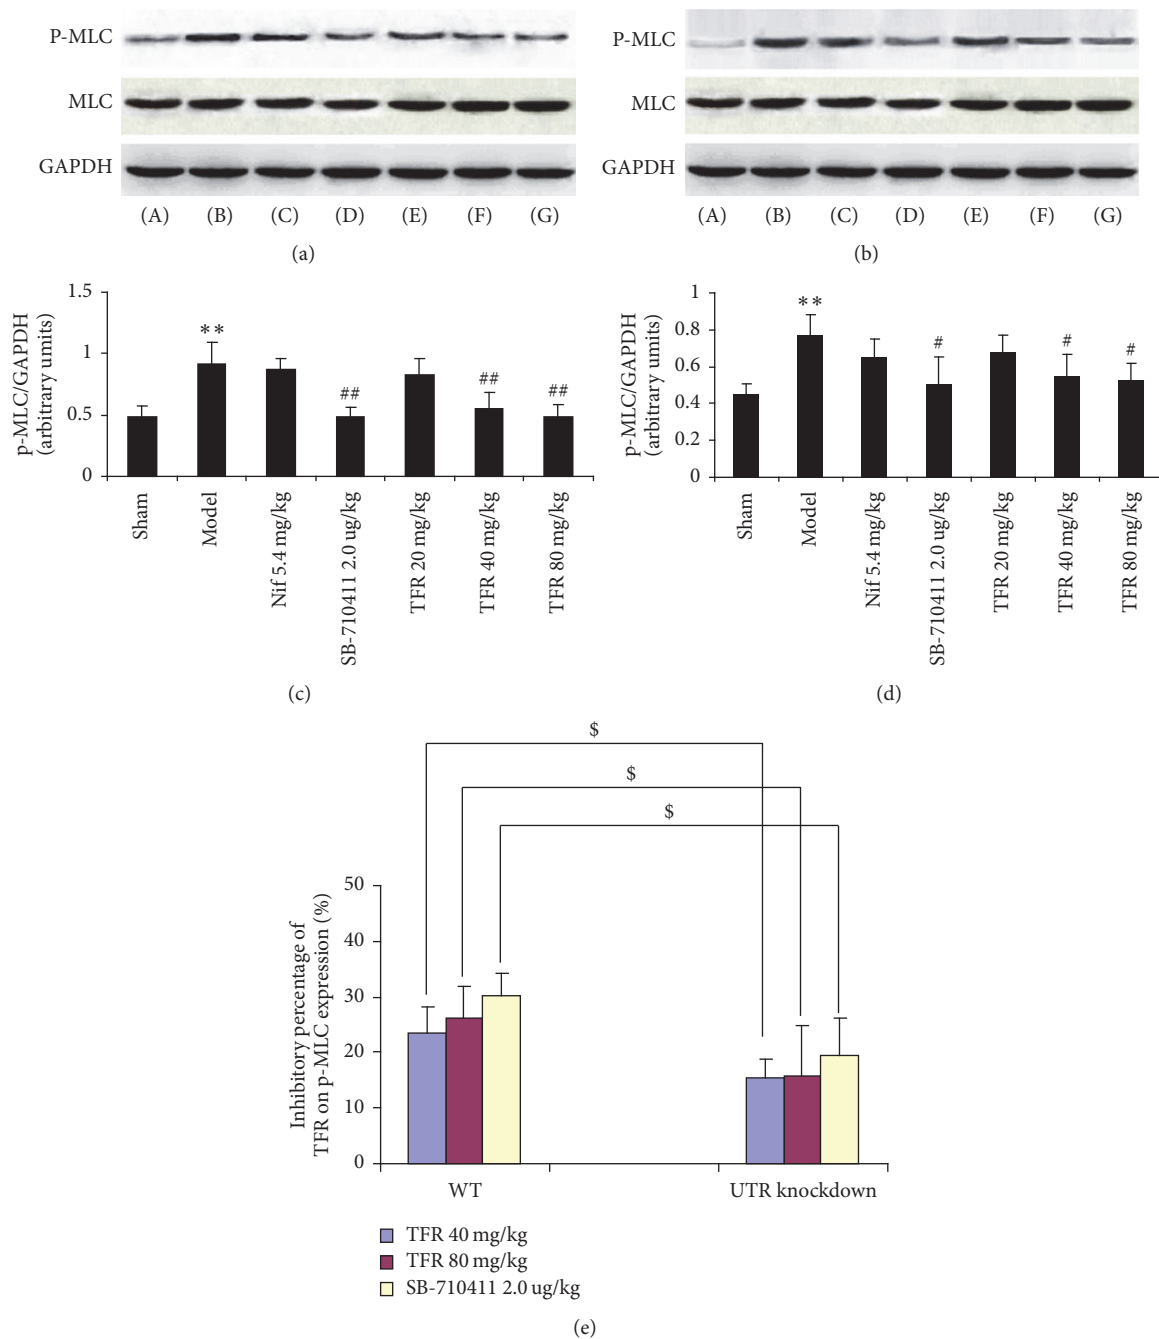 P-MLC
MLC
GAPDH
(A) (B) (C) (D) (E) (F) (G)
(a)
P-MLC
MLC
GAPDH
(A) (B) (C) (D) (E) (F) (G)
(b)
p-MLC/GAPDH
(arbitrary umits)
1.5
1
0.5
0
**
##
##
##
Sham
Model
Nif 5.4 mg/kg
SB-710411 2.0 ug/kg
TFR 20 mg/kg
TFR 40 mg/kg
TFR 80 mg/kg
(c)
p-MLC/GAPDH
(arbitrary umits)
1
0.8
0.6
0.4
0.2
0
**
#
#
#
Sham
Model
Nif 5.4 mg/kg
SB-710411 2.0 ug/kg
TFR 20 mg/kg
TFR 40 mg/kg
TFR 80 mg/kg
(d)
$
$
$
Inhibitory percentage of
TFR on p-MLC expression (%)
50
40
30
20
10
0
WT
UTR knockdown
TFR 40 mg/kg
TFR 80 mg/kg
SB-710411 2.0 ug/kg
(e)